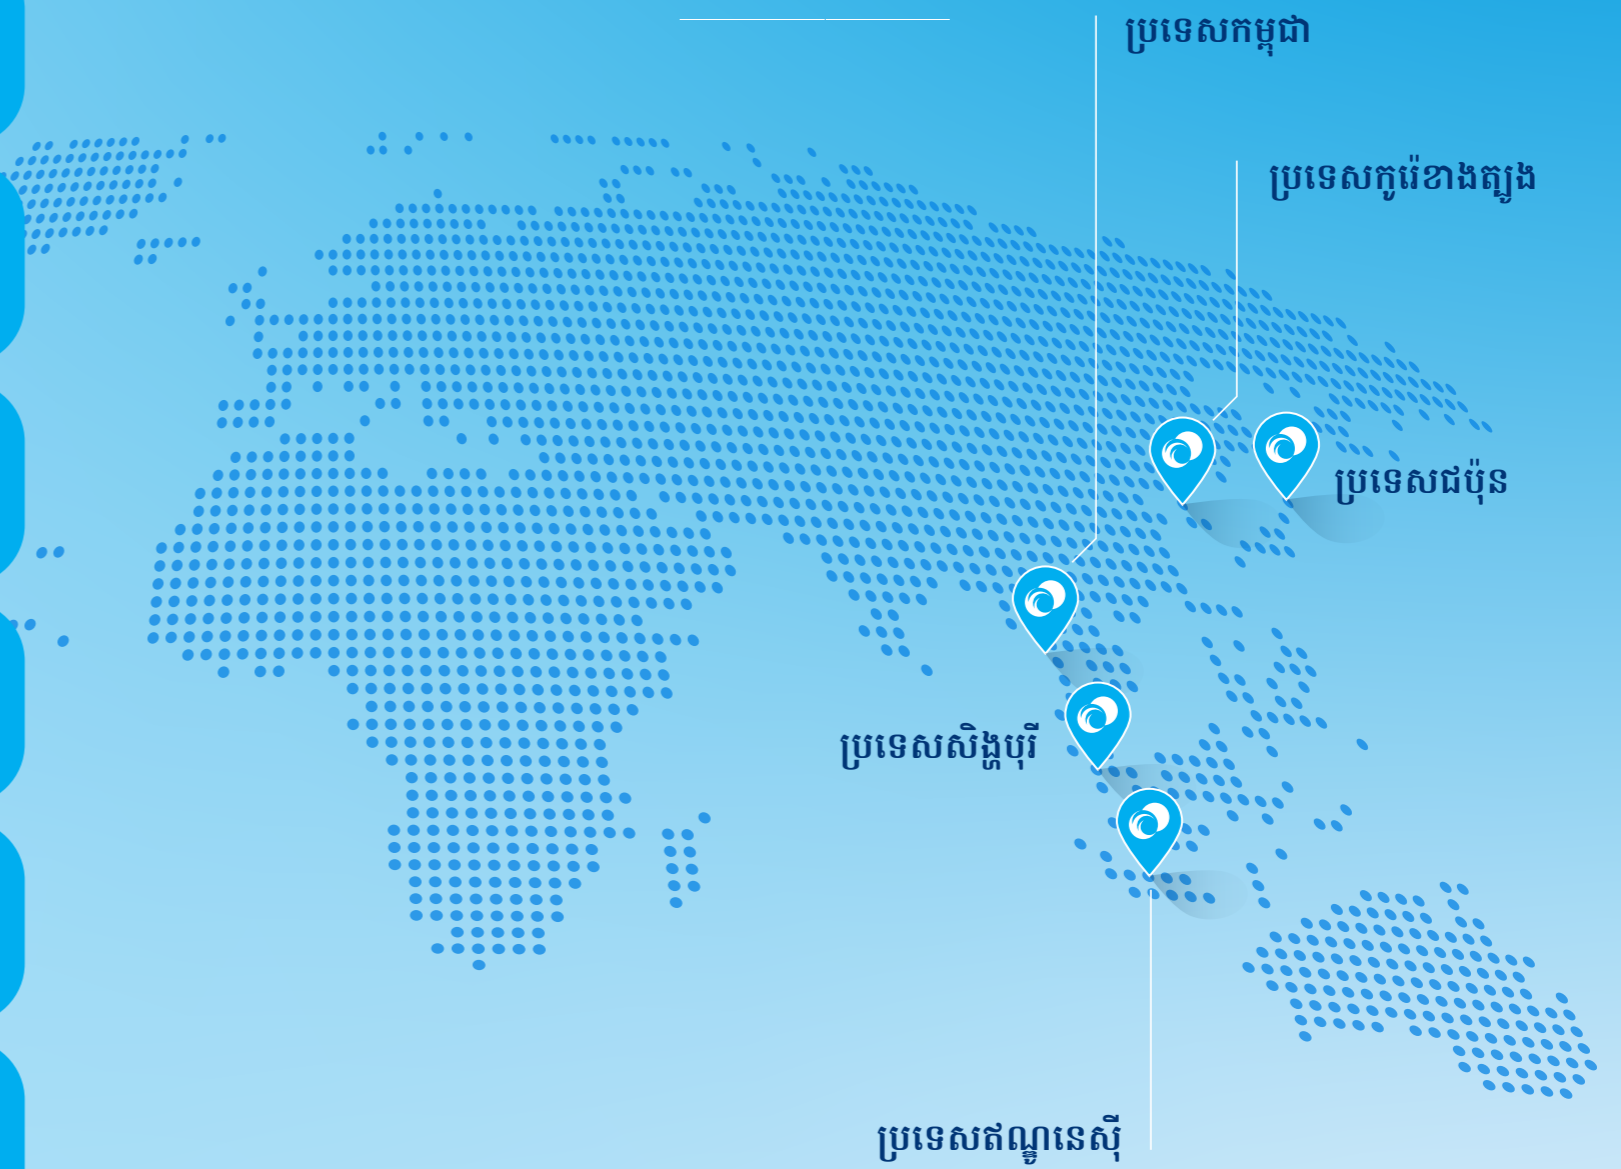 ប្រទេសកម្ពុជា
ប្រទេសកូរ៉េខាងត្បូង
ប្រទេសជប៉ុន
ប្រទេសសិង្ហបុរី
ប្រទេសឥណ្ឌូនេស៊ី